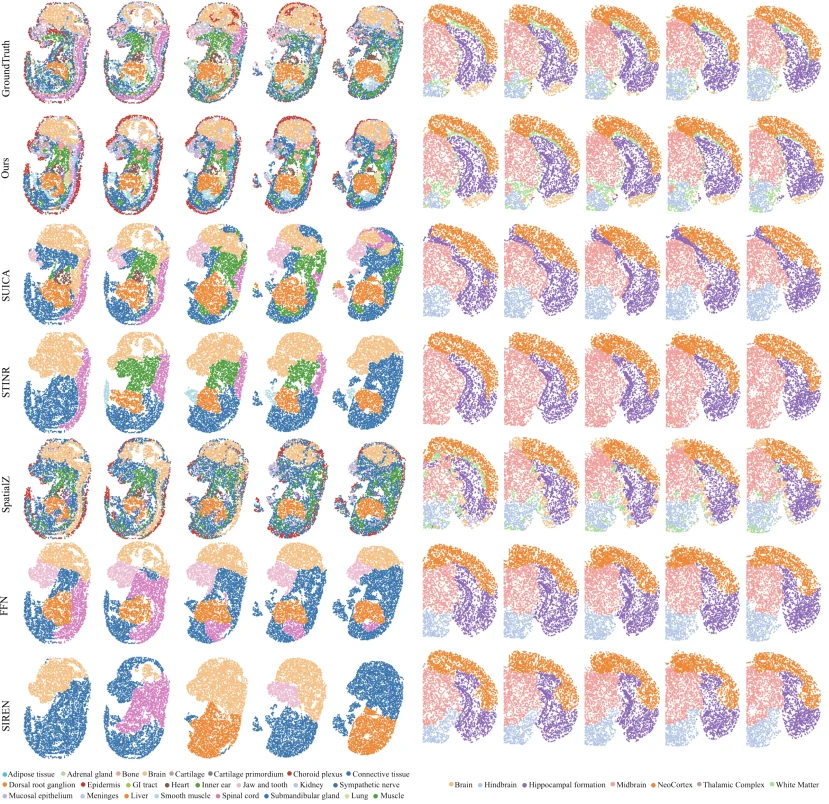 GroundTruth
Ours
SUICA
STINR
SpatialZ
FFN
SIREN
Adipose tissue Adrenal gland Bone Brain Cartilage Cartilage primordium Choroid plexus Connective tissue
Dorsal root ganglion Epidermis GI tract Heart Inner ear Jaw and tooth Kidney Sympathetic nerve
Mucosal epithelium Meninges Liver Smooth muscle Spinal cord Submandibular gland Lung Muscle
Brain Hindbrain Hippocampal formation Midbrain NeoCortex Thalamic Complex White Matter